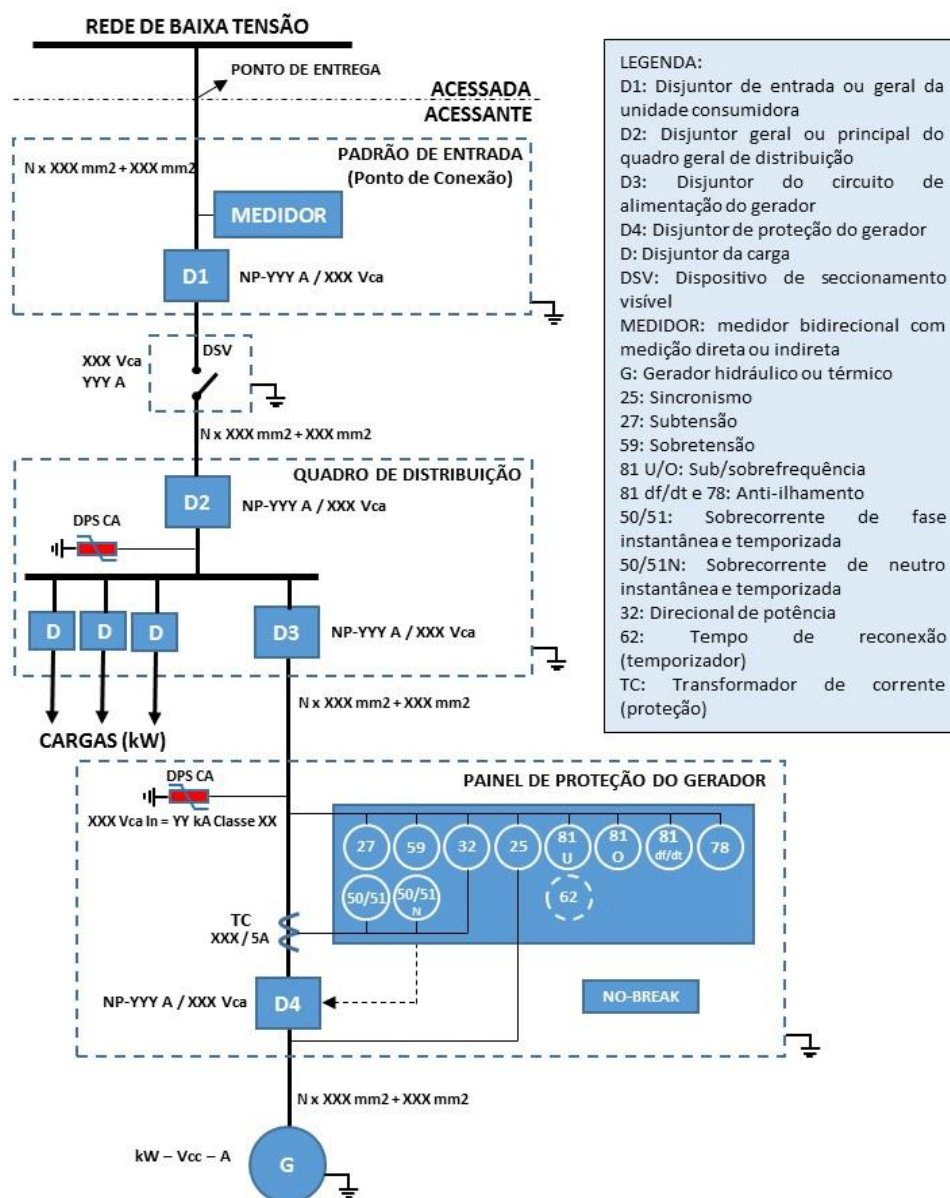 REDE DE BAIXA TENSÃO
PONTO DE ENTREGA
ACESSADA
ACESSANTE
PADRÃO DE ENTRADA
(Ponto de Conexão)
N x XXX mm2 + XXX mm2
MEDIDOR
D1
NP-YYY A / XXX Vca
DSV
XXX Vca
YYY A
N x XXX mm2 + XXX mm2
QUADRO DE DISTRIBUIÇÃO
D2
NP-YYY A / XXX Vca
DPS CA
D
D
D
D3
NP-YYY A / XXX Vca
N x XXX mm2 + XXX mm2
CARGAS (kW)
PAINEL DE PROTEÇÃO DO GERADOR
DPS CA
XXX Vca In = YY kA Classe XX
27
59
32
25
81
U
81
O
81
df/dt
78
50/51
50/51
N
62
TC
XXX / 5A
NP-YYY A / XXX Vca
D4
NO-BREAK
N x XXX mm2 + XXX mm2
kW – Vcc – A
G
LEGENDA:
D1: Disjuntor de entrada ou geral da
unidade consumidora
D2: Disjuntor geral ou principal do
quadro geral de distribuição
D3: Disjuntor do circuito de
alimentação do gerador
D4: Disjuntor de proteção do gerador
D: Disjuntor da carga
DSV: Dispositivo de seccionamento
visível
MEDIDOR: medidor bidirecional com
medição direta ou indireta
G: Gerador hidráulico ou térmico
25: Sincronismo
27: Subtensão
59: Sobretensão
81 U/O: Sub/sobrefrequência
81 df/dt e 78: Anti-ilhamento
50/51: Sobrecorrente de fase
instantânea e temporizada
50/51N: Sobrecorrente de neutro
instantânea e temporizada
32: Direcional de potência
62: Tempo de reconexão
(temporizador)
TC: Transformador de corrente
(proteção)